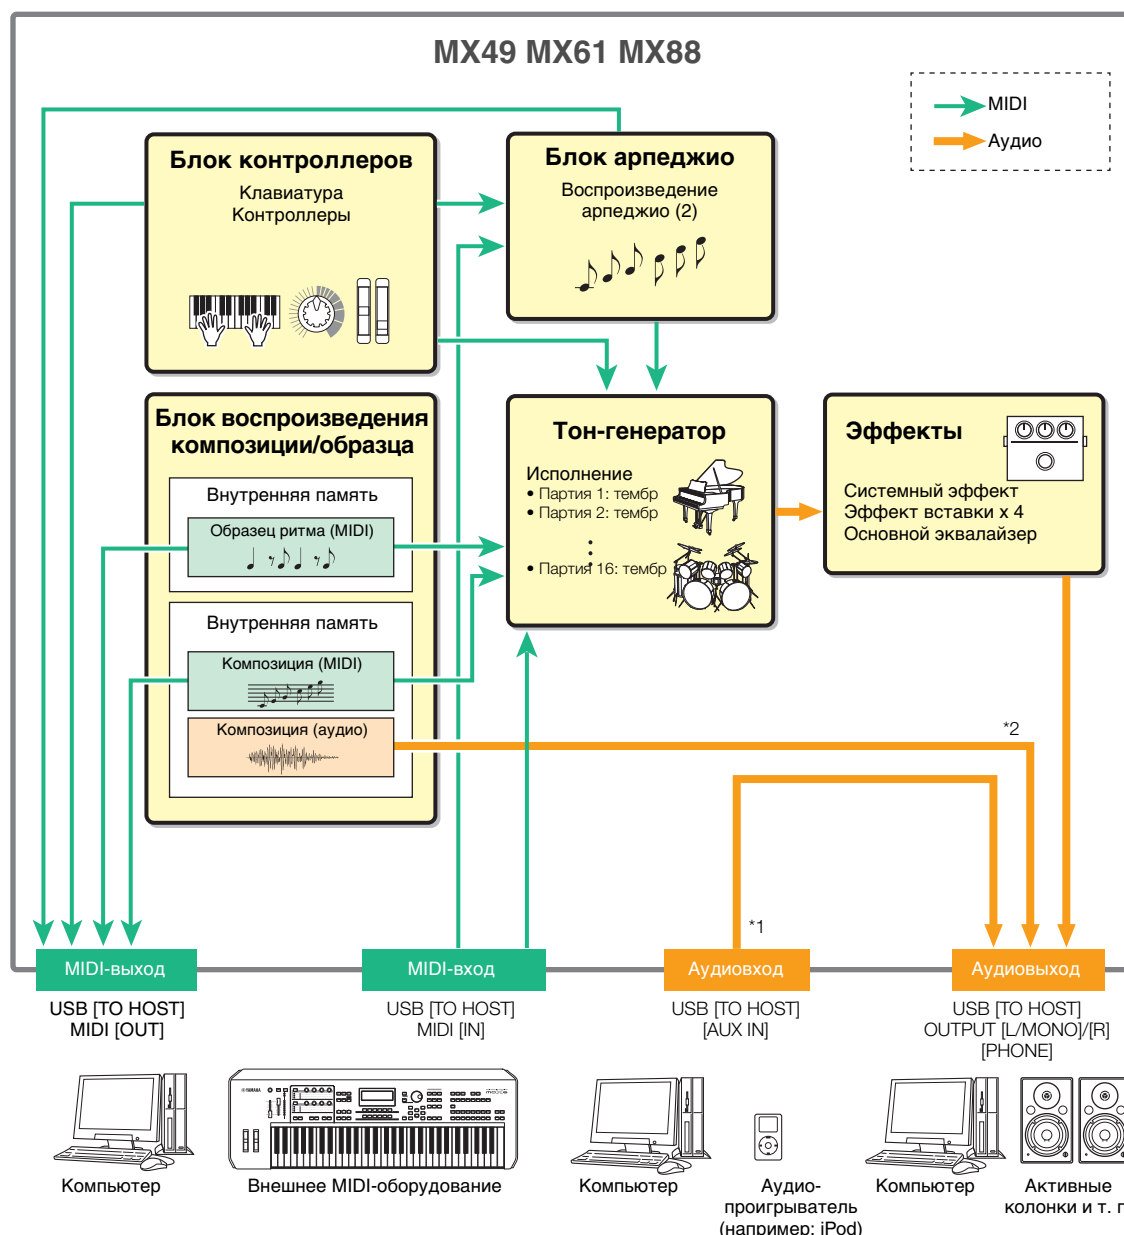 MX49 MX61 MX88
MIDI
Аудио
Блок контроллеров
Клавиатура
Контроллеры
Блок арпеджио
Воспроизведение
арпеджио (2)
Блок воспроизведения
композиции/образца
Внутренняя память
Образец ритма (MIDI)
Внутренняя память
Композиция (MIDI)
Композиция (аудио)
Тон-генератор
Исполнение
• Партия 1: тембр
• Партия 2: тембр
• Партия 16: тембр
Эффекты
Системный эффект
Эффект вставки x 4
Основной эквалайзер
*2
*1
MIDI-выход
USB [TO HOST]
MIDI [OUT]
MIDI-вход
USB [TO HOST]
MIDI [IN]
Аудиовход
USB [TO HOST]
[AUX IN]
Аудиовыход
USB [TO HOST]
OUTPUT [L/MONO]/[R]
[PHONE]
YAMAHA
Компьютер
Внешнее MIDI-оборудование
Компьютер
Аудио-
проигрыватель
(например: iPod)
Компьютер
Активные
колонки и т. п